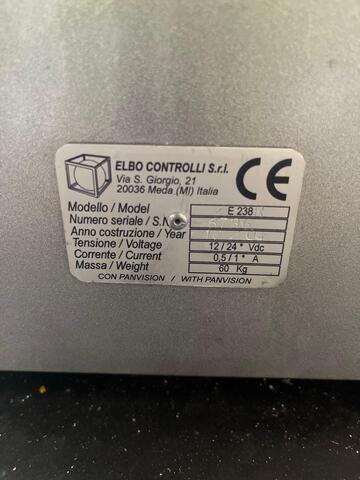 ELBO CONTROLLI S.r.l.
Via S. Giorgio, 21
20036 Meda (MI) Italia
CE
Modello / Model E 238
Numero seriale / S.N
Anno costruzione / Year
Tensione / Voltage 12 / 24 * Vdc
Corrente / Current 0,5 / 1 * A
Massa / Weight 60 Kg
CON PANVISION / WITH PANVISION